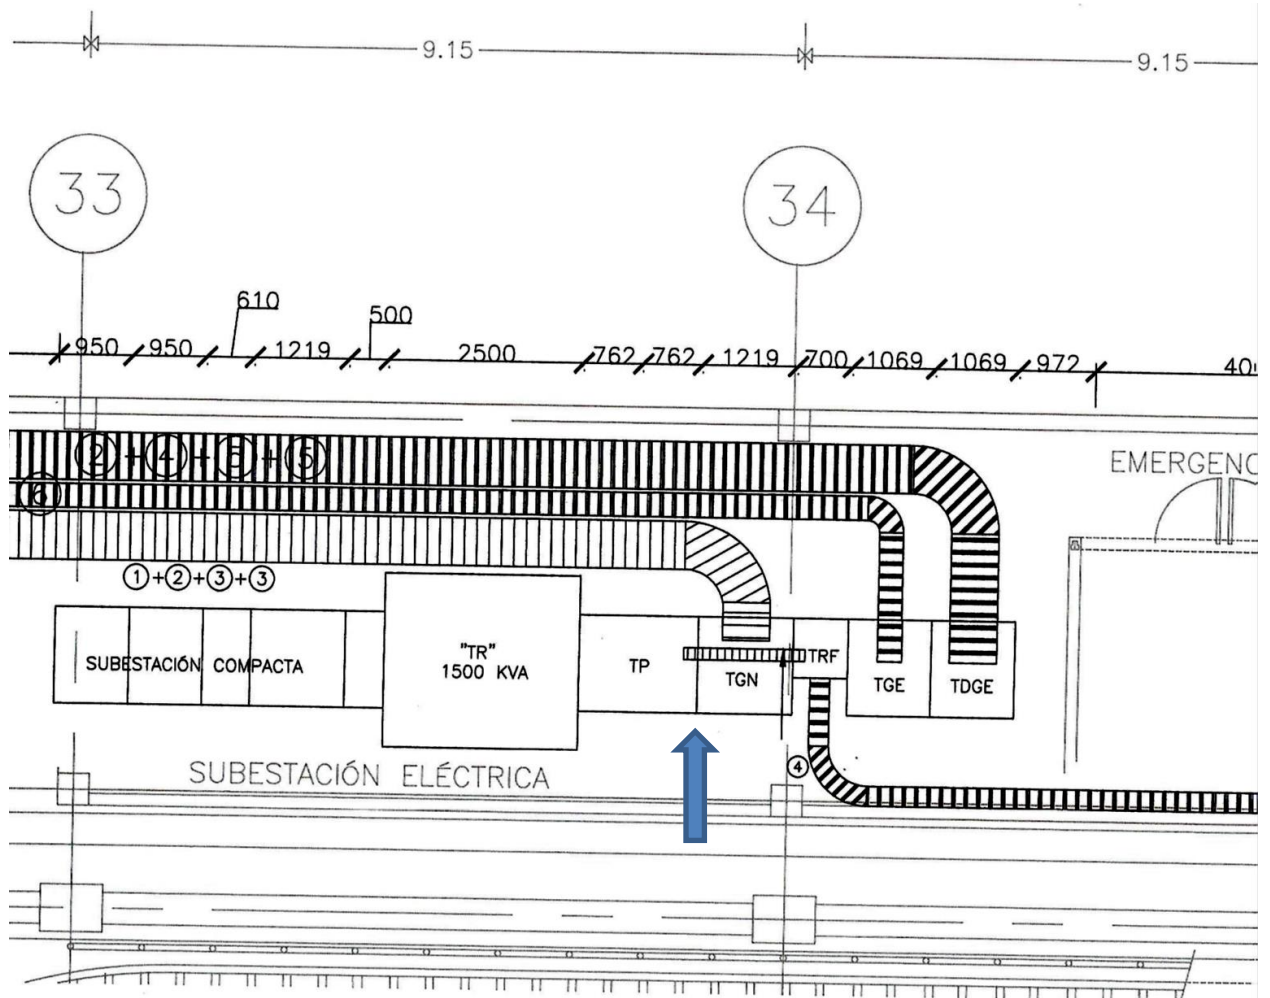 9.15
9.15
33
34
610
500
950
950
1219
2500
762
762
1219
700
1069
1069
972
2 + 4 + 5 + 5
EMERGENC
6
1 + 2 + 3 + 3
SUBESTACIÓN COMPACTA
"TR"
1500 KVA
TP
TGN
TRF
TGE
TDGE
4
SUBESTACIÓN ELÉCTRICA